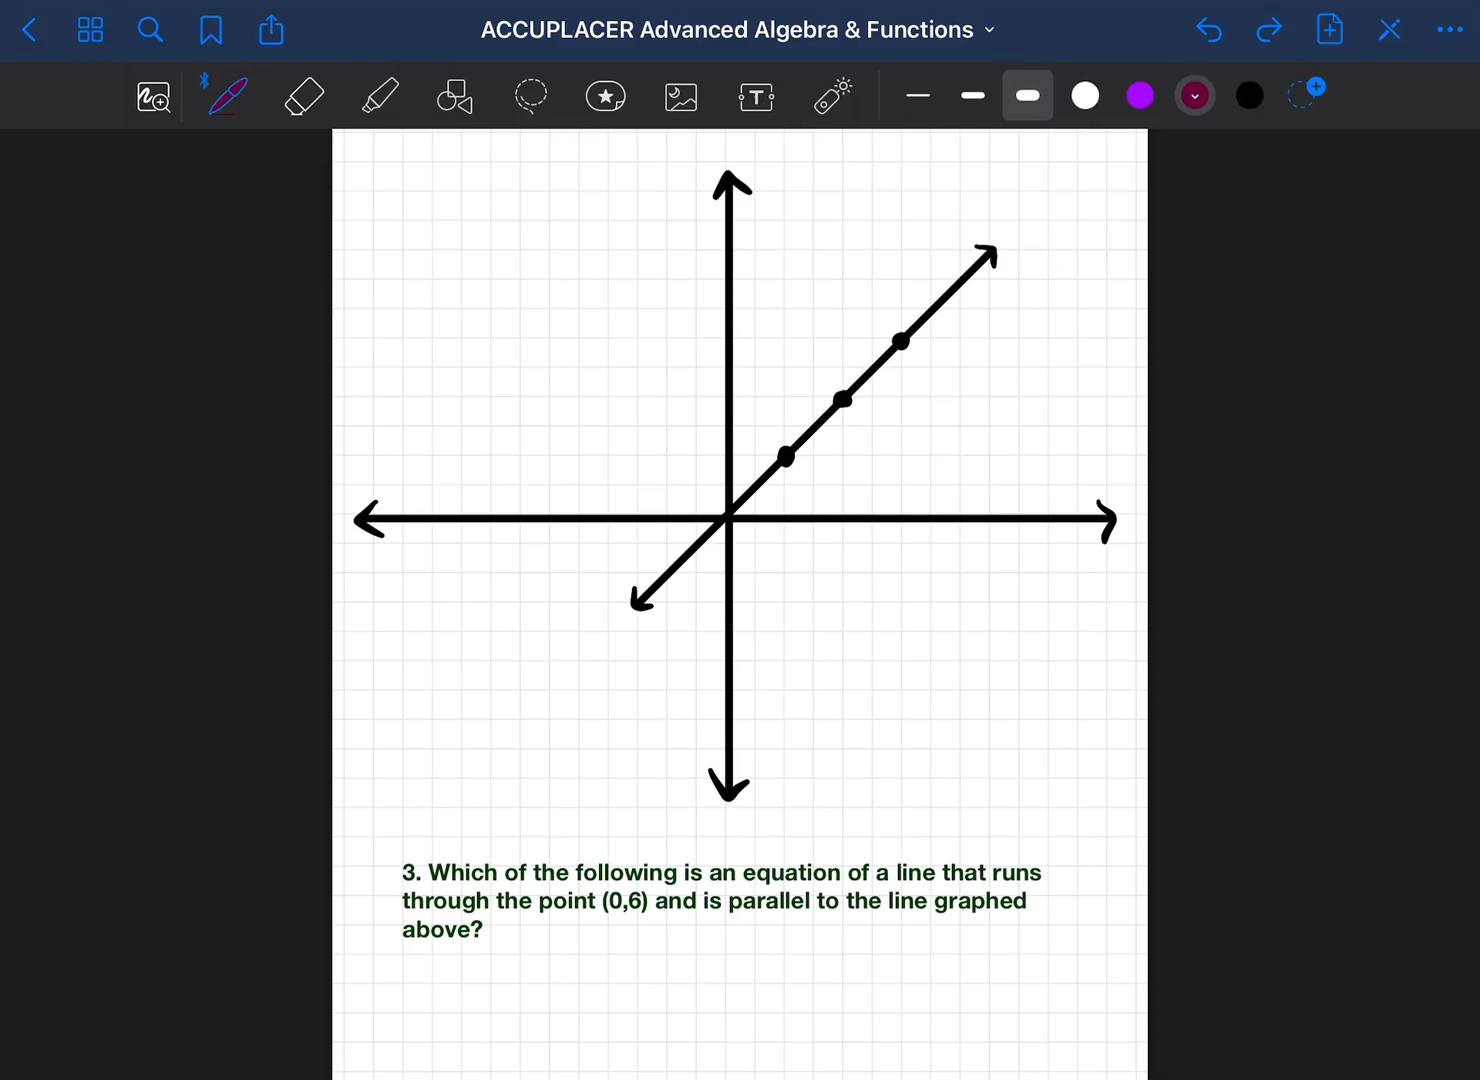 ACCUPLACER Advanced Algebra & Functions
T
3. Which of the following is an equation of a line that runs
through the point (0,6) and is parallel to the line graphed
above?